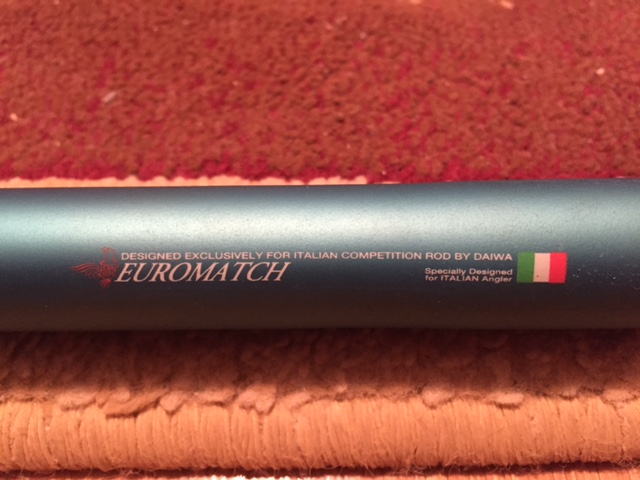 DESIGNED EXCLUSIVELY FOR ITALIAN COMPETITION ROD BY DAIWA
EUROMATCH
Specially Designed
for ITALIAN Angler